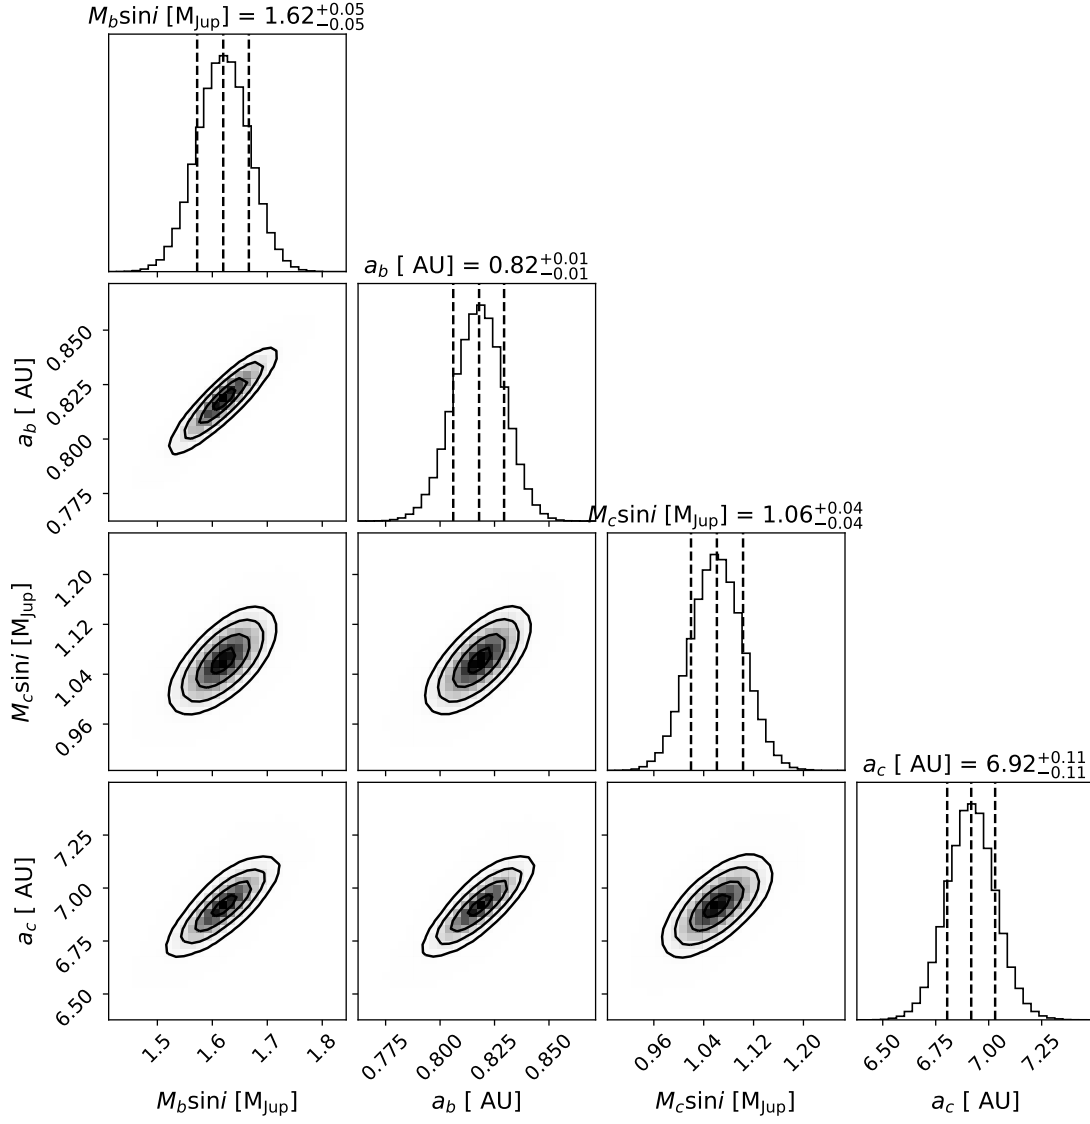 M_b sini [M_Jup] = 1.62^{+0.05}_{−0.05}
a_b [ AU] = 0.82^{+0.01}_{−0.01}
0.850
0.825
0.800
0.775
a_b [ AU]
M_c sini [M_Jup] = 1.06^{+0.04}_{−0.04}
1.20
1.12
1.04
0.96
M_c sini [M_Jup]
a_c [ AU] = 6.92^{+0.11}_{−0.11}
7.25
7.00
6.75
6.50
a_c [ AU]
1.5 1.6 1.7 1.8
0.775 0.800 0.825 0.850
0.96 1.04 1.12 1.20
6.50 6.75 7.00 7.25
M_b sini [M_Jup]
a_b [ AU]
M_c sini [M_Jup]
a_c [ AU]